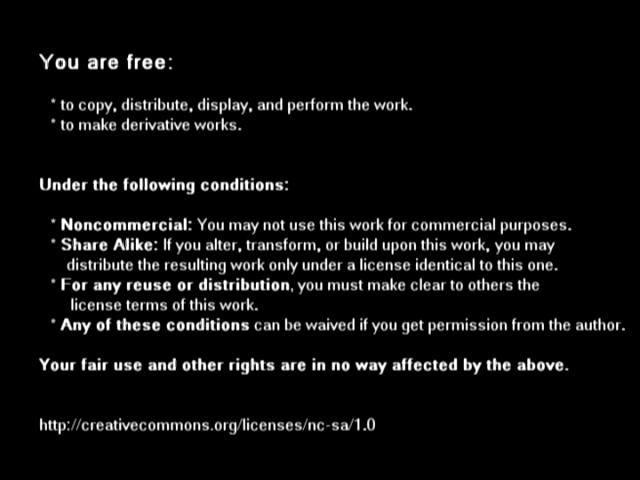 You are free:
* to copy, distribute, display, and perform the work.
* to make derivative works.
Under the following conditions:
* Noncommercial: You may not use this work for commercial purposes.
* Share Alike: If you alter, transform, or build upon this work, you may
distribute the resulting work only under a license identical to this one.
* For any reuse or distribution, you must make clear to others the
license terms of this work.
* Any of these conditions can be waived if you get permission from the author.
Your fair use and other rights are in no way affected by the above.
http://creativecommons.org/licenses/nc-sa/1.0